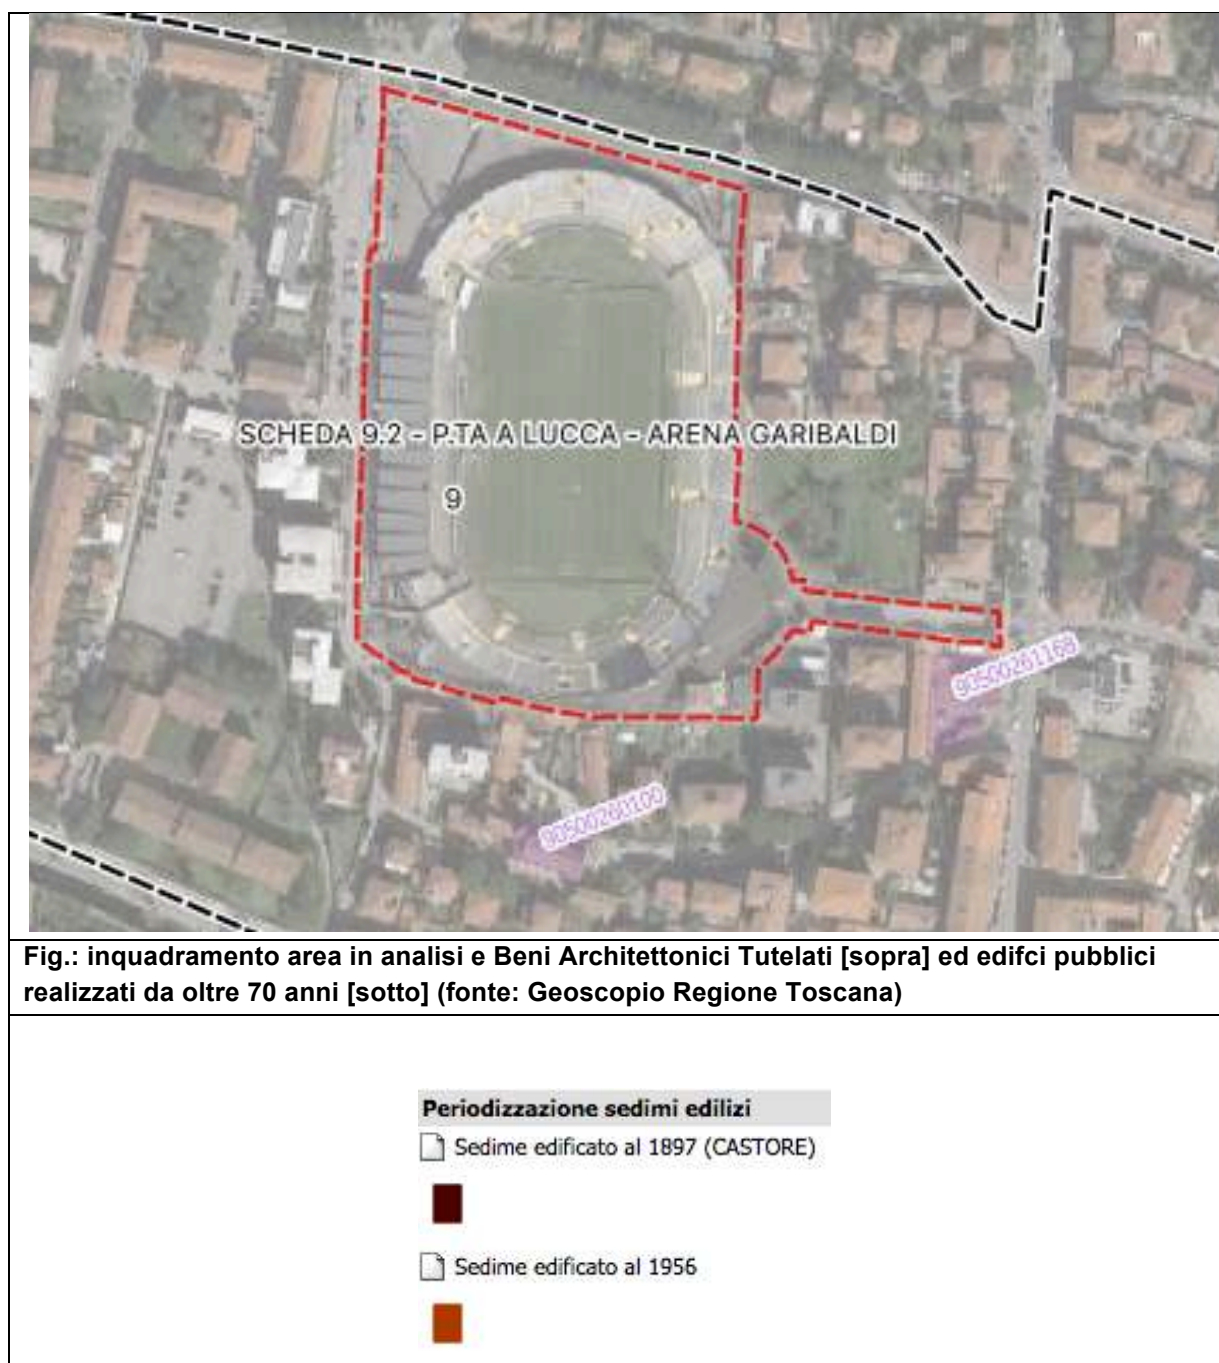 SCHEDA 9.2 - P.TA A LUCCA - ARENA GARIBALDI
9
90500261168
90500260100
Fig.: inquadramento area in analisi e Beni Architettonici Tutelati [sopra] ed edifci pubblici
realizzati da oltre 70 anni [sotto] (fonte: Geoscopio Regione Toscana)
Periodizzazione sedimi edilizi
Sedime edificato al 1897 (CASTORE)
Sedime edificato al 1956